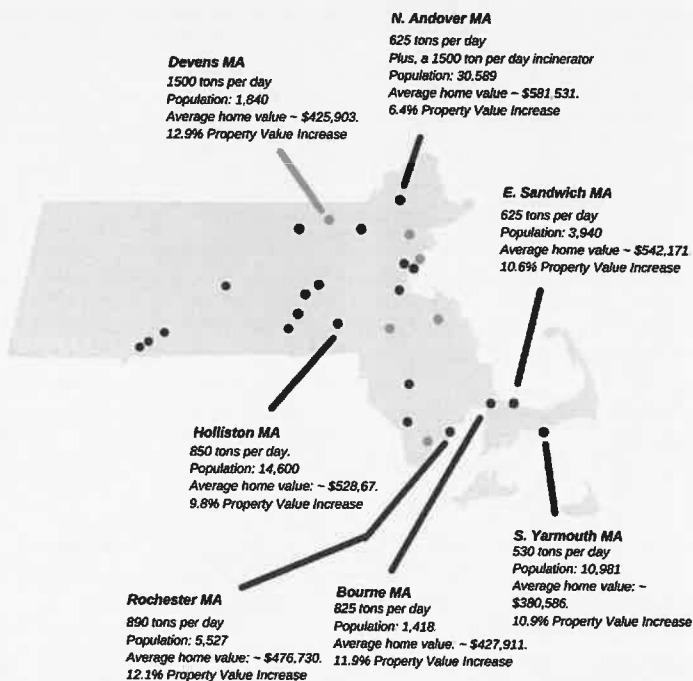 N. Andover MA
625 tons per day
Plus, a 1500 ton per day incinerator
Population: 30.589
Average home value ~ $581,531.
6.4% Property Value Increase
Devens MA
1500 tons per day
Population: 1,840
Average home value ~ $425,903.
12.9% Property Value Increase
E. Sandwich MA
625 tons per day
Population: 3,940
Average home value ~ $542,171
10.6% Property Value Increase
Holliston MA
850 tons per day.
Population: 14,600
Average home value: ~ $528,67.
9.8% Property Value Increase
S. Yarmouth MA
530 tons per day
Population: 10,981
Average home value: ~
$380,586.
10.9% Property Value Increase
Rochester MA
890 tons per day
Population: 5,527
Average home value: ~ $476,730.
12.1% Property Value Increase
Bourne MA
825 tons per day
Population: 1,418.
Average home value. ~ $427,911.
11.9% Property Value Increase